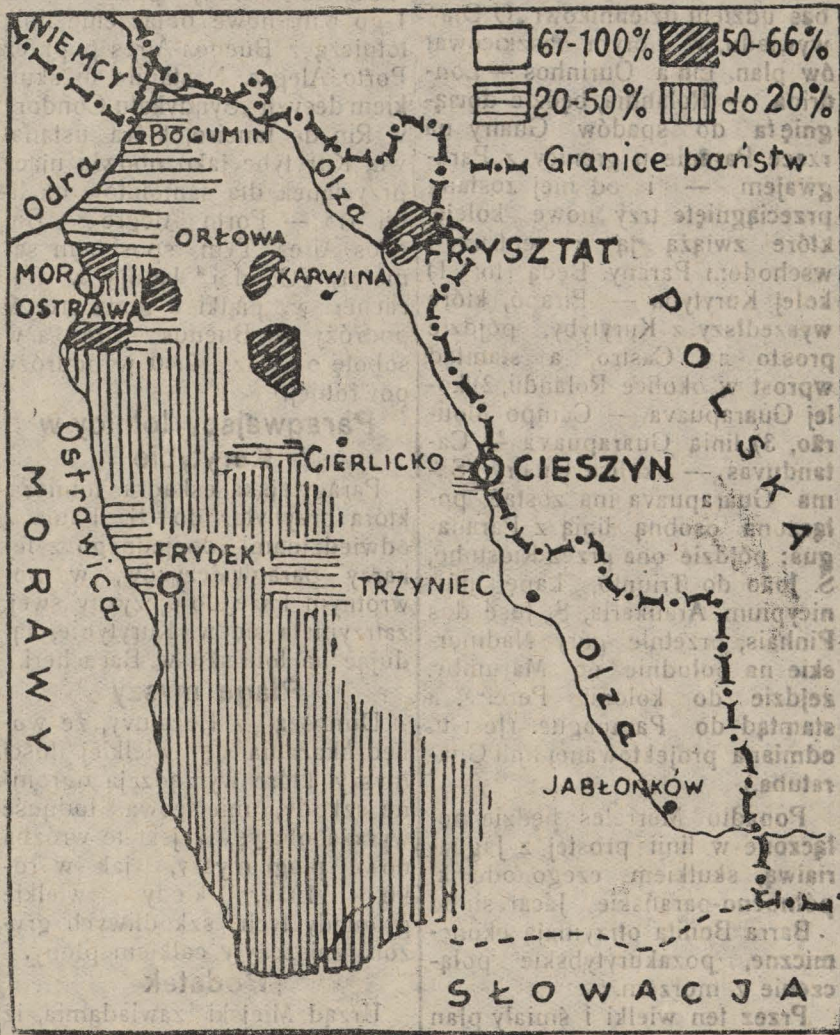 NIEMCY
67-100% 50-66%
20-50% do 20%
Granice państw
BOGUMIN
Odra
Olza
ORŁOWA
FRYSZTAT
MOR
OSTRAWA
KARWINA
POLSKA
Ostrawica
MORAWY
CIERLICKO
CIESZYN
FRYDEK
TRZYNIEC
Olza
JABŁONKÓW
SŁOWACJA